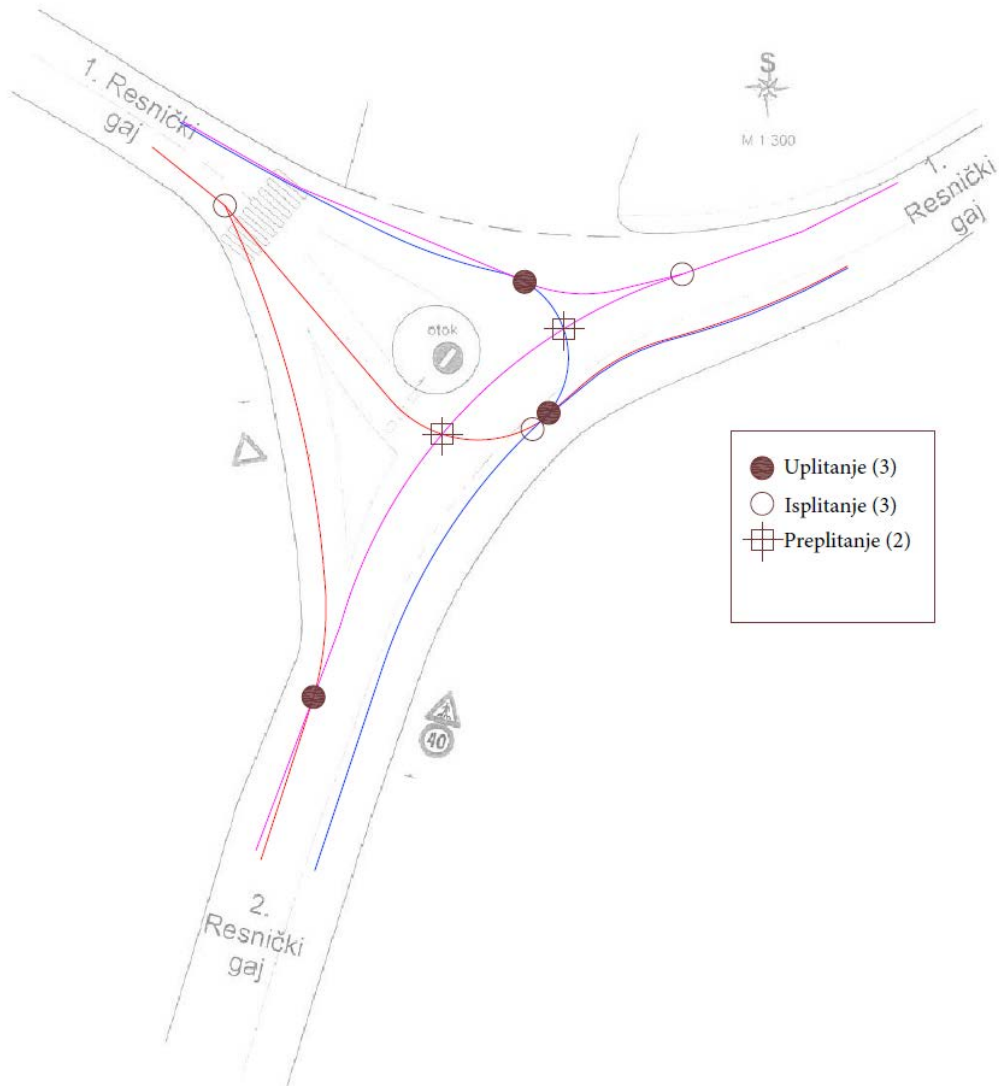 1. Resnički
gaj
S
M 1:300
1.
Resnički
gaj
otok
Uplitanje (3)
Isplitanje (3)
Preplitanje (2)
40
2.
Resnički
gaj